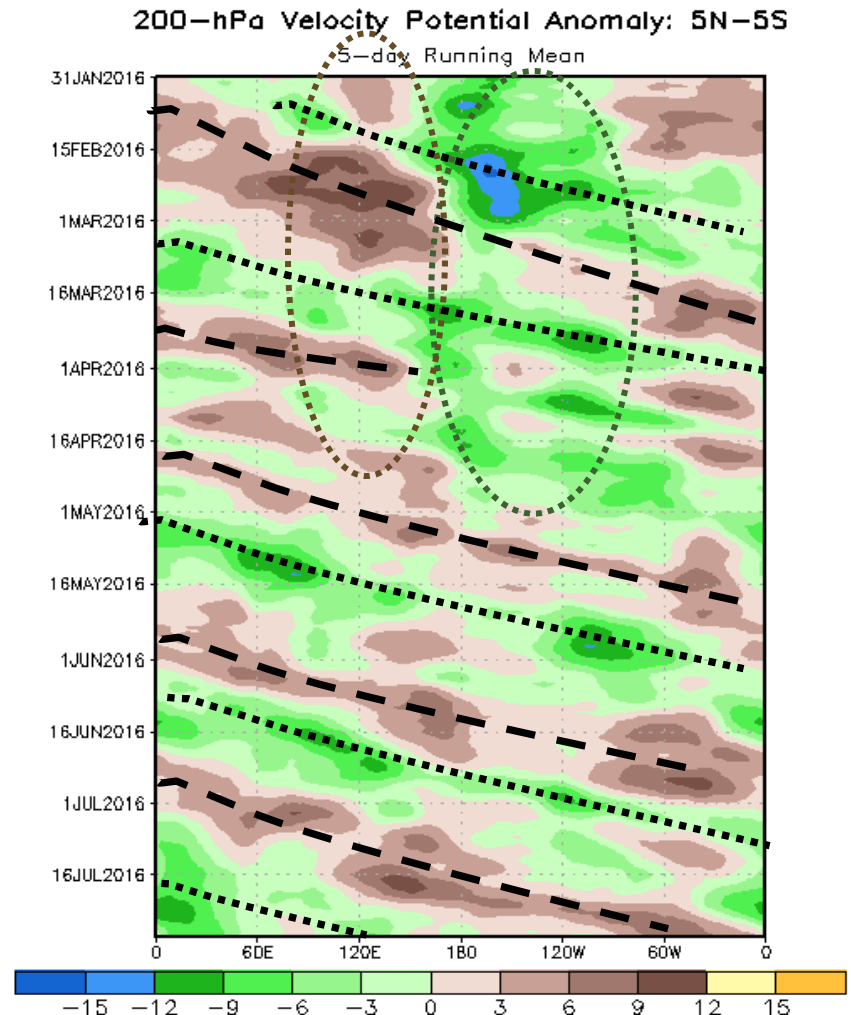 200-hPa Velocity Potential Anomaly: 5N-5S
5-day Running Mean
31JAN2016
15FEB2016
1MAR2016
16MAR2016
1APR2016
16APR2016
1MAY2016
16MAY2016
1JUN2016
16JUN2016
1JUL2016
16JUL2016
0 60E 120E 180 120W 60W 0
-15 -12 -9 -6 -3 0 3 6 9 12 15